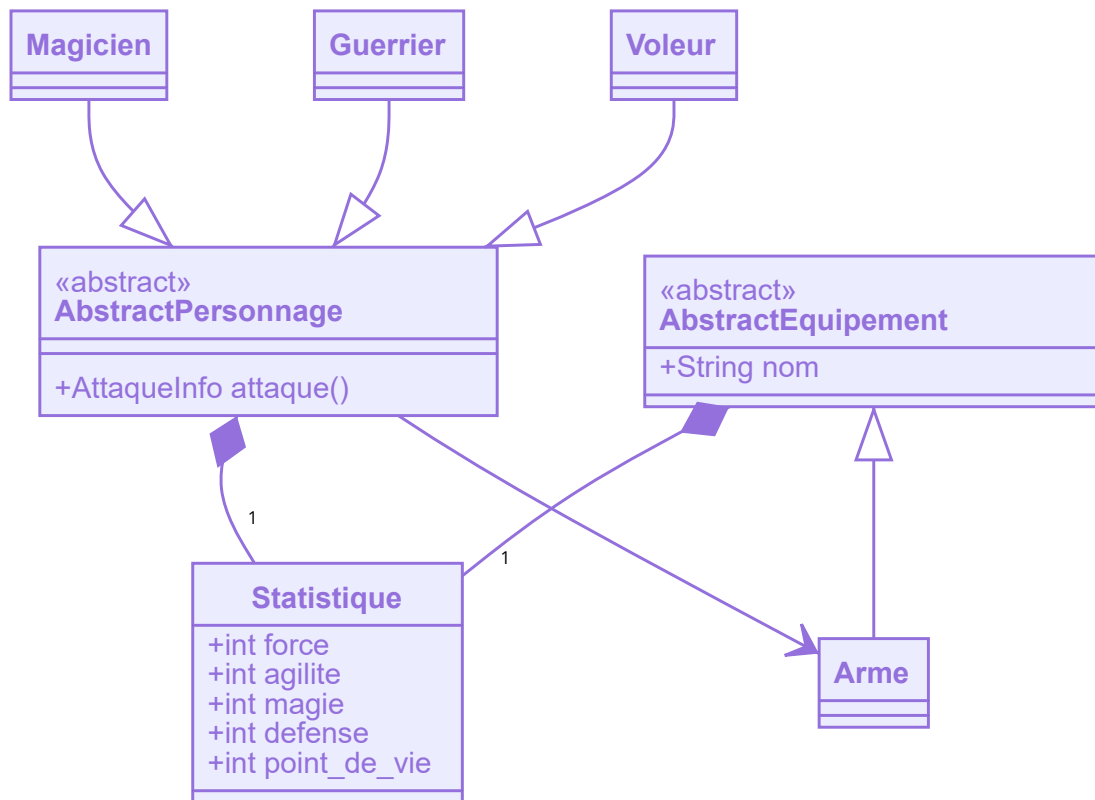 Magicien
Guerrier
Voleur
«abstract»
AbstractPersonnage
+AttaqueInfo attaque()
«abstract»
AbstractEquipement
+String nom
1
1
Statistique
+int force
+int agilite
+int magie
+int defense
+int point_de_vie
Arme